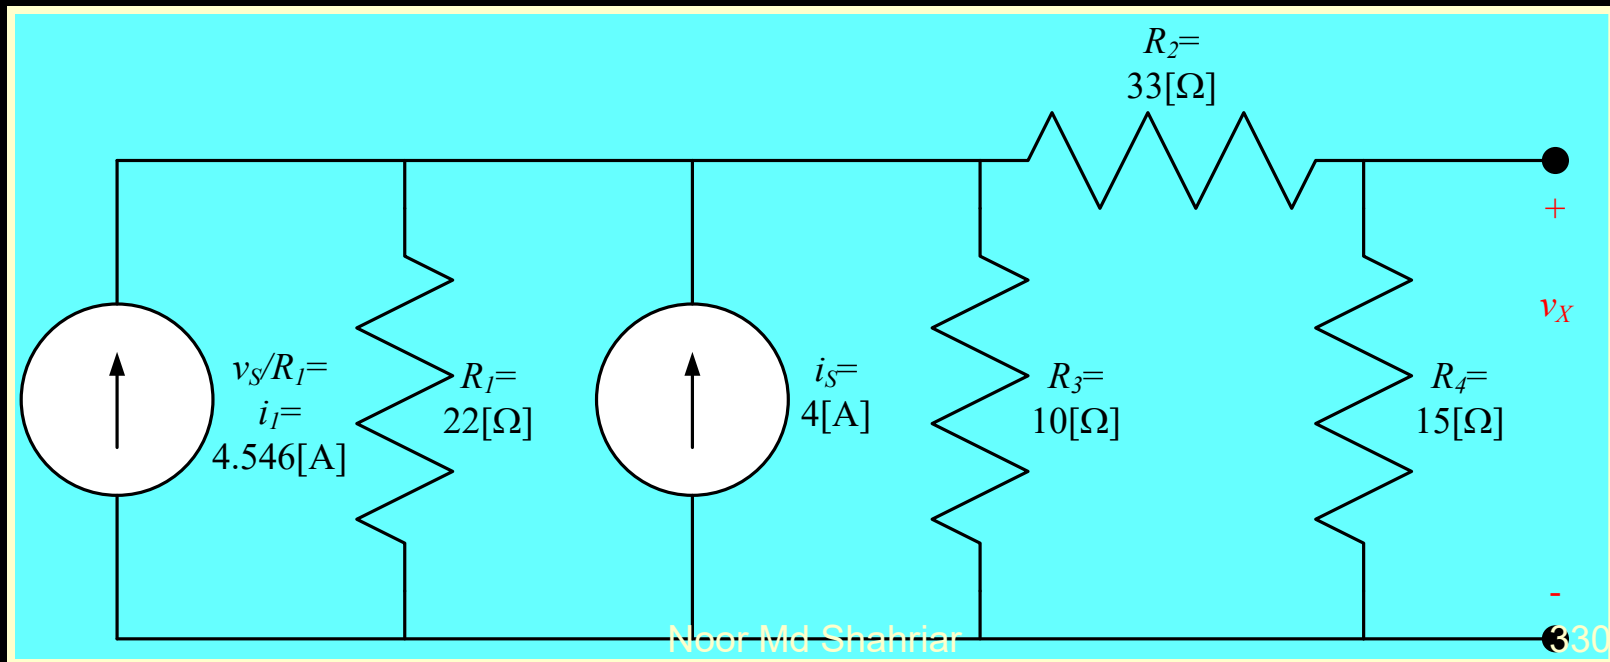 R2=
33[Ω]
+
vX
vS/R1=
i1=
4.546[A]
R1=
22[Ω]
iS=
4[A]
R3=
10[Ω]
R4=
15[Ω]
-
Noor Md Shahriar
330